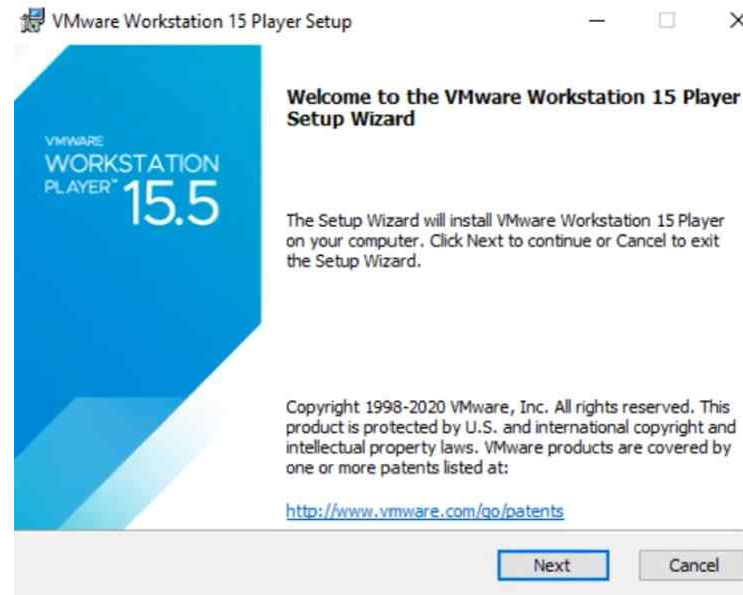 VMware Workstation 15 Player Setup
Welcome to the VMware Workstation 15 Player
Setup Wizard
VMWARE
WORKSTATION
PLAYER™ 15.5
The Setup Wizard will install VMware Workstation 15 Player
on your computer. Click Next to continue or Cancel to exit
the Setup Wizard.
Copyright 1998-2020 VMware, Inc. All rights reserved. This
product is protected by U.S. and international copyright and
intellectual property laws. VMware products are covered by
one or more patents listed at:
http://www.vmware.com/go/patents
Next
Cancel